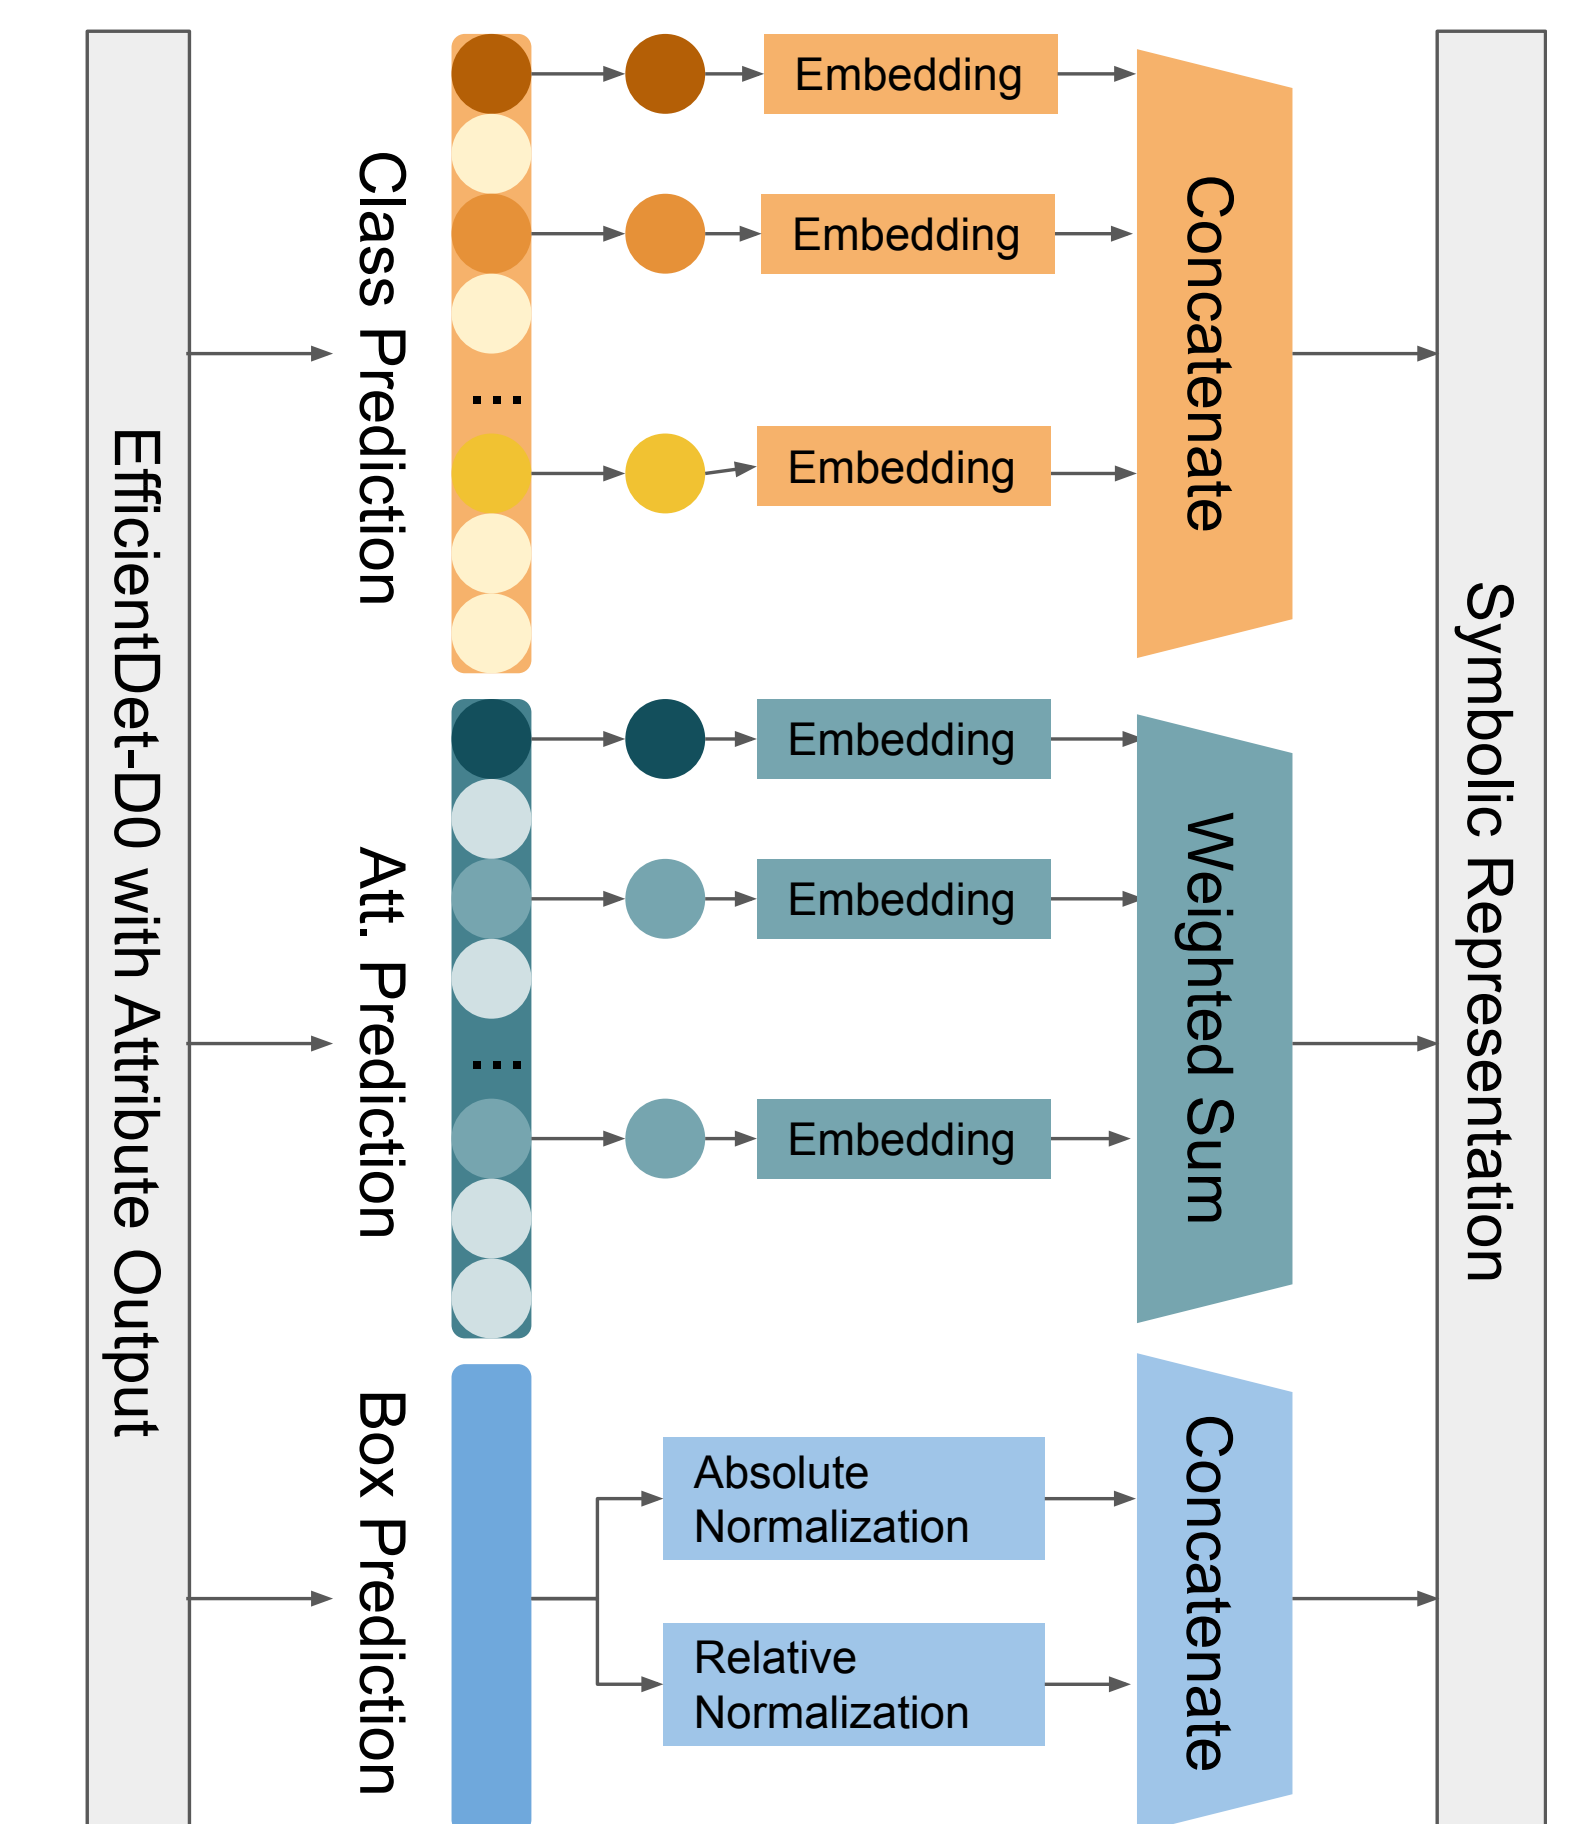 EfficientDet-D0 with Attribute Output
Class Prediction
...
Embedding
Embedding
Embedding
Concatenate
Att. Prediction
...
Embedding
Embedding
Embedding
Weighted Sum
Box Prediction
Absolute
Normalization
Relative
Normalization
Concatenate
Symbolic Representation